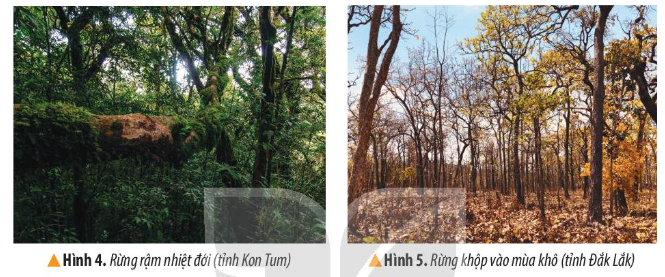 ▲ Hình 4. Rừng rậm nhiệt đới (tỉnh Kon Tum)
▲ Hình 5. Rừng khộp vào mùa khô (tỉnh Đắk Lắk)